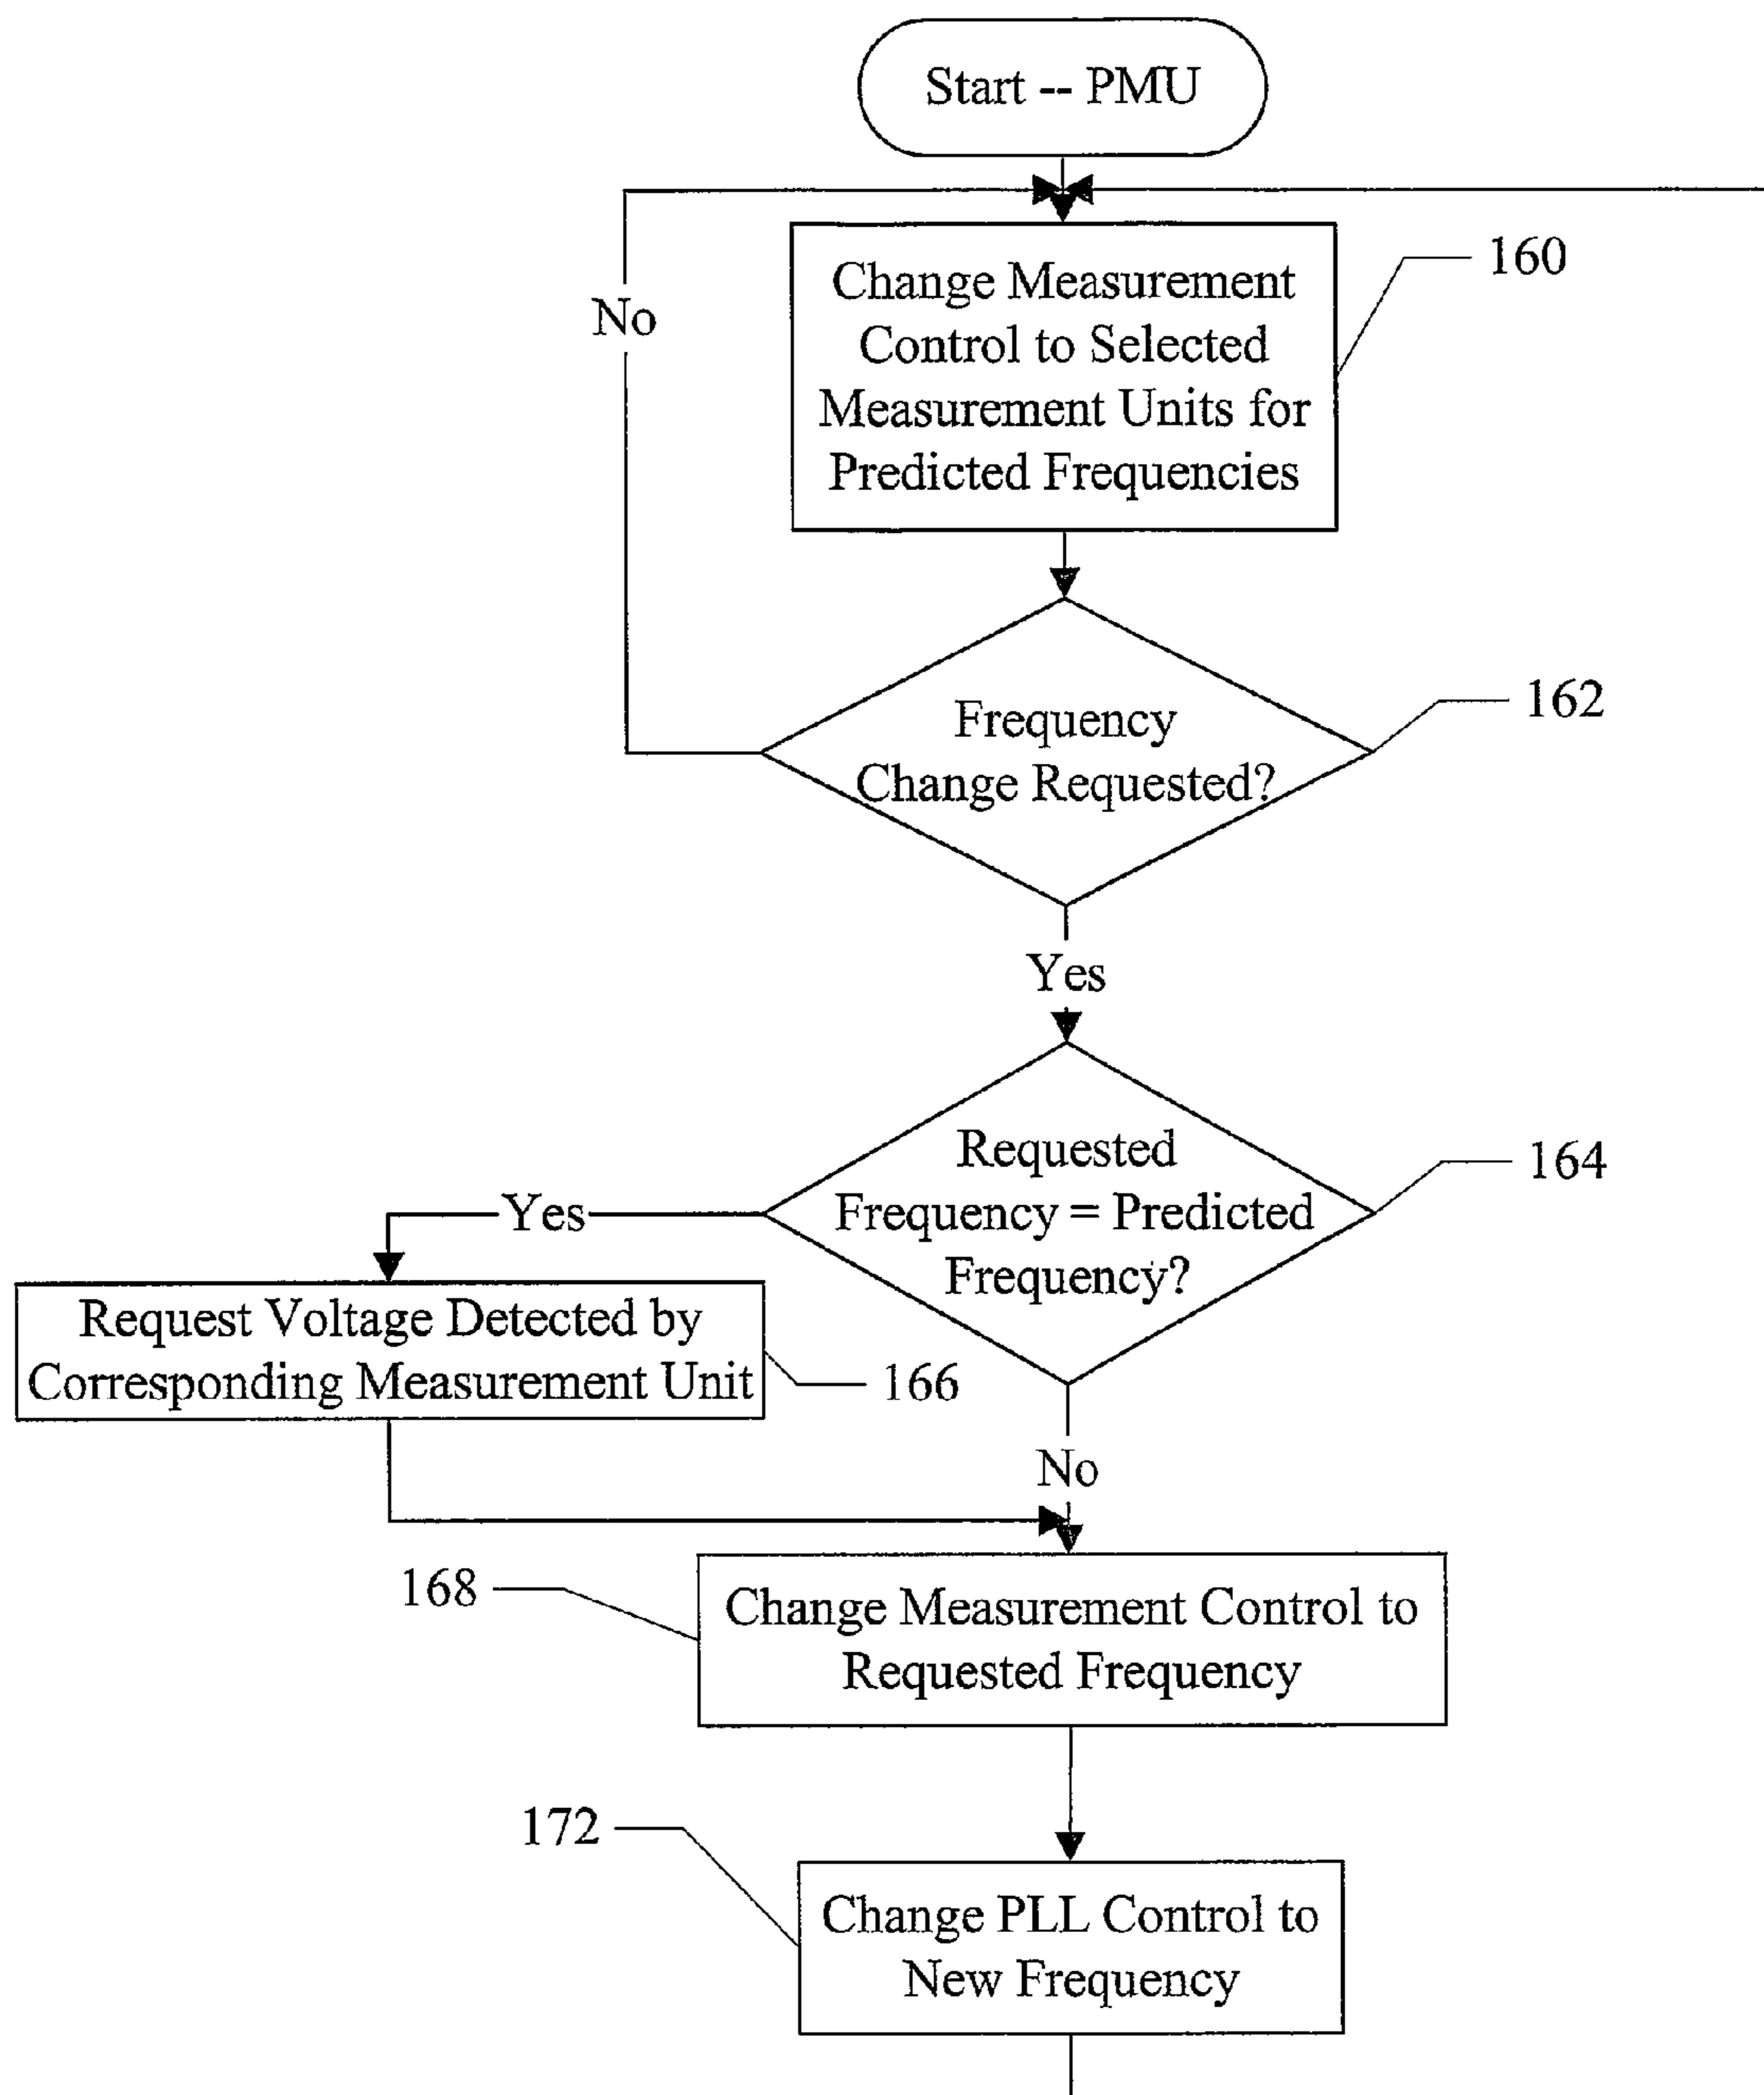 Start -- PMU
No
Change Measurement
Control to Selected
Measurement Units for
Predicted Frequencies
160
Frequency
Change Requested?
162
Yes
Requested
Frequency = Predicted
Frequency?
164
Yes
Request Voltage Detected by
Corresponding Measurement Unit
166
No
168
Change Measurement Control to
Requested Frequency
172
Change PLL Control to
New Frequency